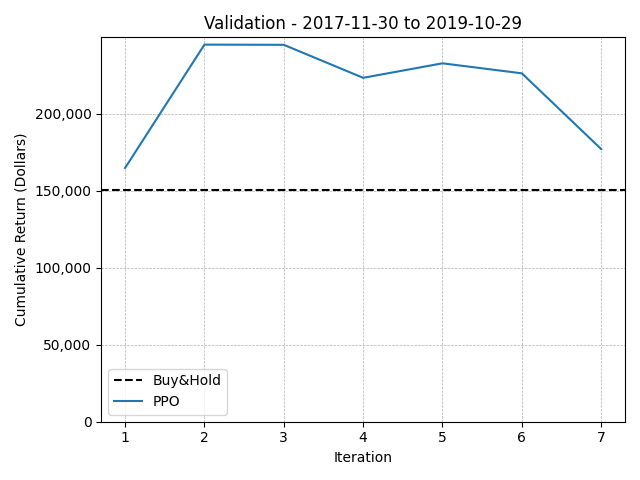 Validation - 2017-11-30 to 2019-10-29
Cumulative Return (Dollars)
200,000
150,000
100,000
50,000
0
Buy&Hold
PPO
1 2 3 4 5 6 7
Iteration